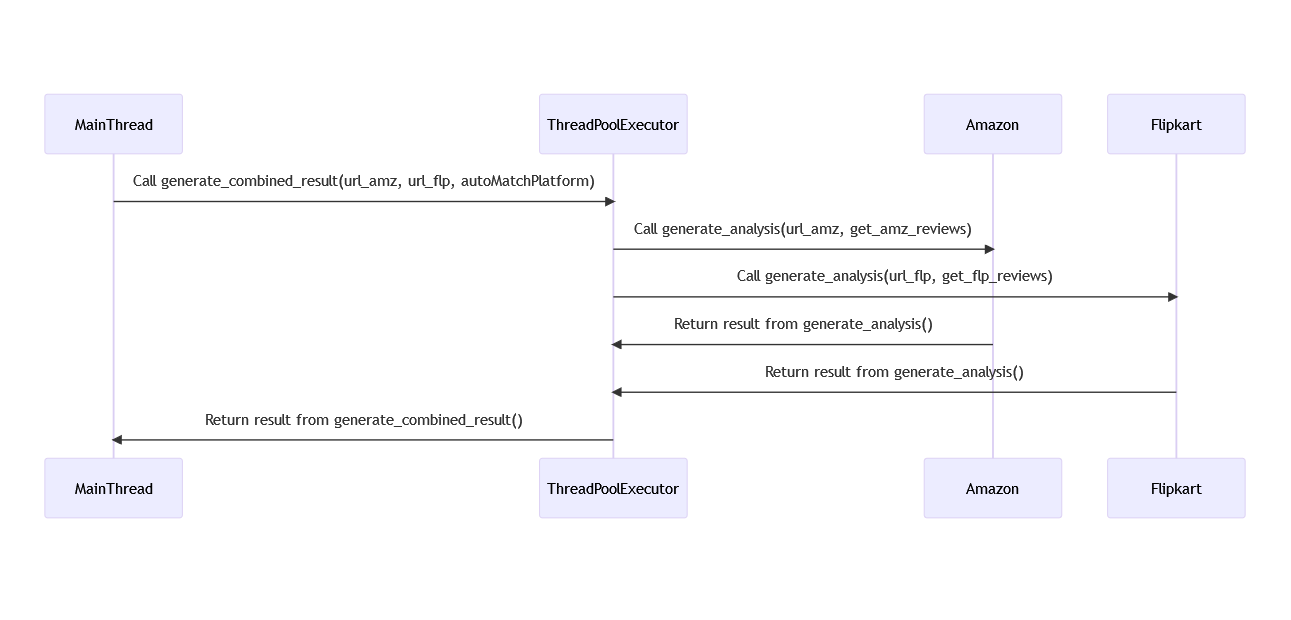 MainThread
ThreadPoolExecutor
Amazon
Flipkart
Call generate_combined_result(url_amz, url_flp, autoMatchPlatform)
Call generate_analysis(url_amz, get_amz_reviews)
Call generate_analysis(url_flp, get_flp_reviews)
Return result from generate_analysis()
Return result from generate_analysis()
Return result from generate_combined_result()
MainThread
ThreadPoolExecutor
Amazon
Flipkart